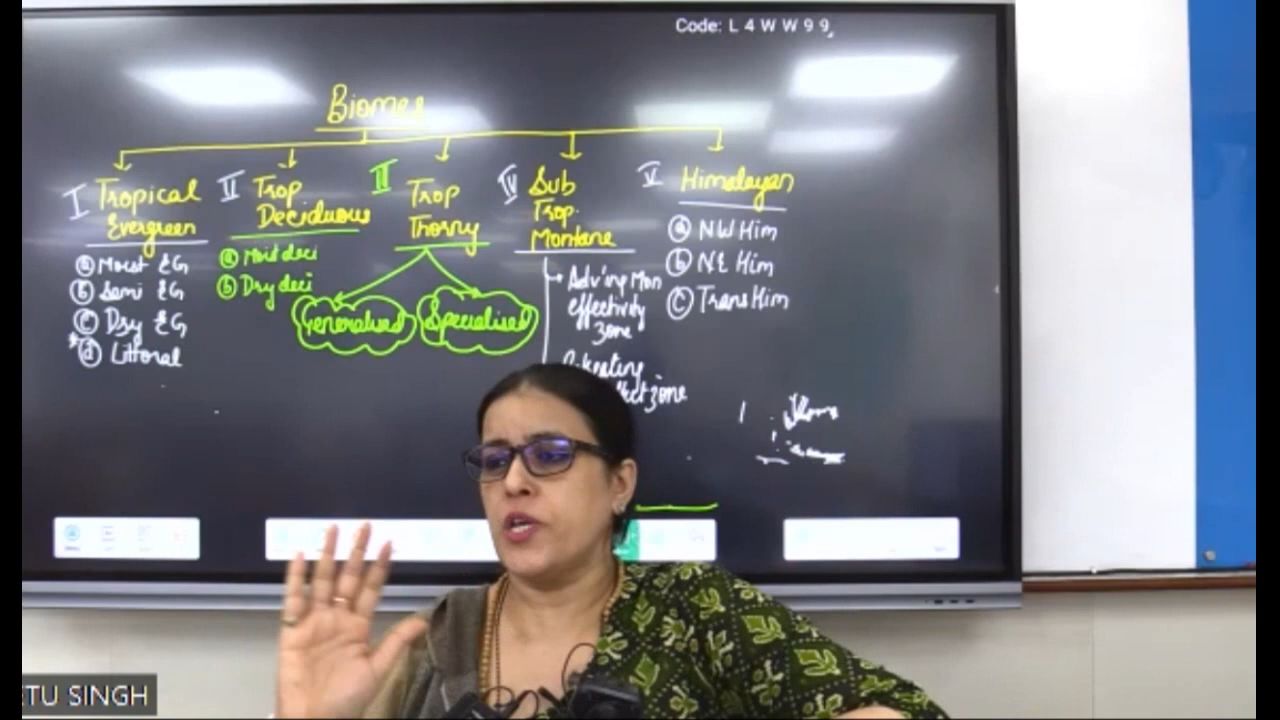 Code: L 4 W W 9 9
Biomes
I Tropical
Evergreen
ⓐ Moist EG
ⓑ Semi EG
ⓒ Dry EG
* ⓓ Littoral
II Trop
Deciduous
ⓐ Moist deci
ⓑ Dry deci
III Trop
Thorny
Generalised
Specialised
IV Sub
Trop.
Montane
Adv'ing Mon
effectivity
zone
zone
V Himalayan
ⓐ NW Him
ⓑ NE Him
ⓒ Trans Him
TU SINGH